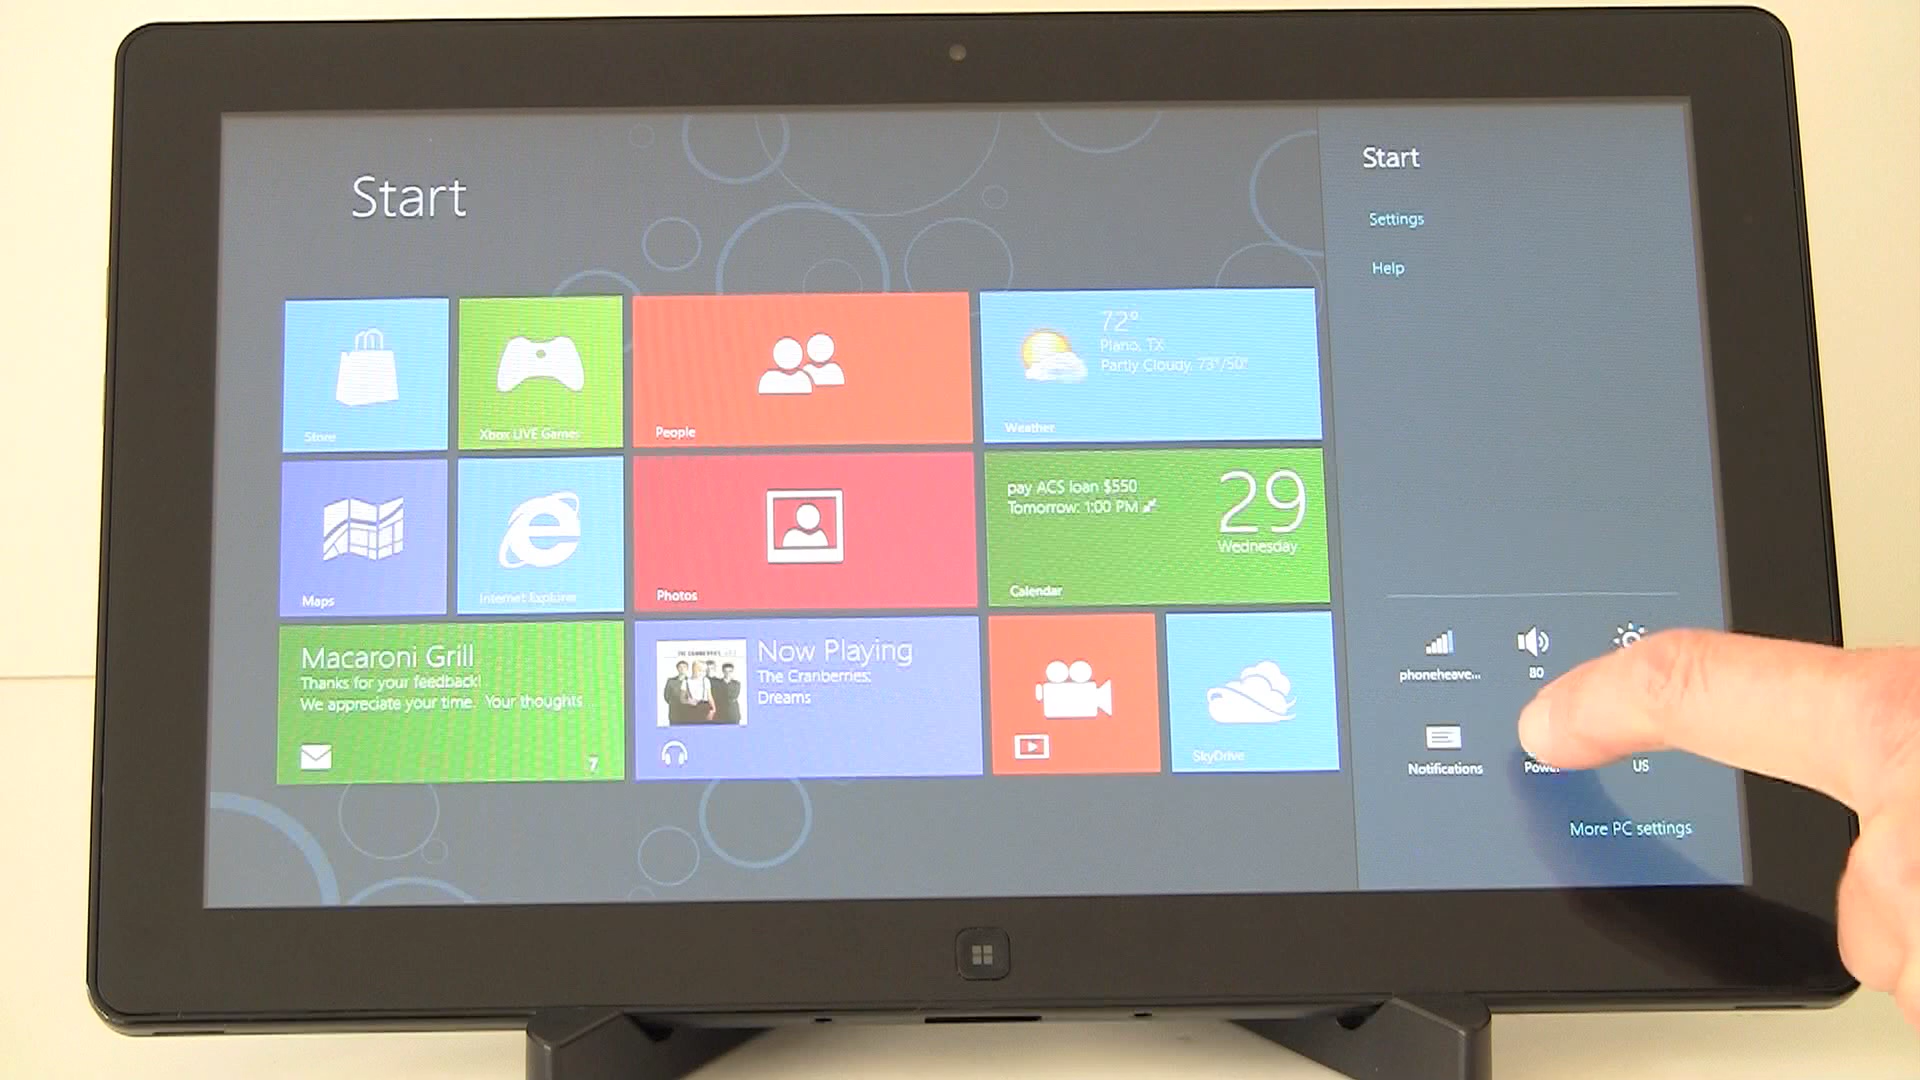 Start
Store
Xbox LIVE Games
People
72°
Plano, TX
Partly Cloudy, 73°/50°
Weather
Maps
Internet Explorer
Photos
pay ACS loan $550
Tomorrow: 1:00 PM
29
Wednesday
Calendar
Macaroni Grill
Thanks for your feedback!
We appreciate your time. Your thoughts
7
THE CRANBERRIES
Now Playing
The Cranberries;
Dreams
SkyDrive
Start
Settings
Help
phoneheave...
80
Notifications
Power
US
More PC settings